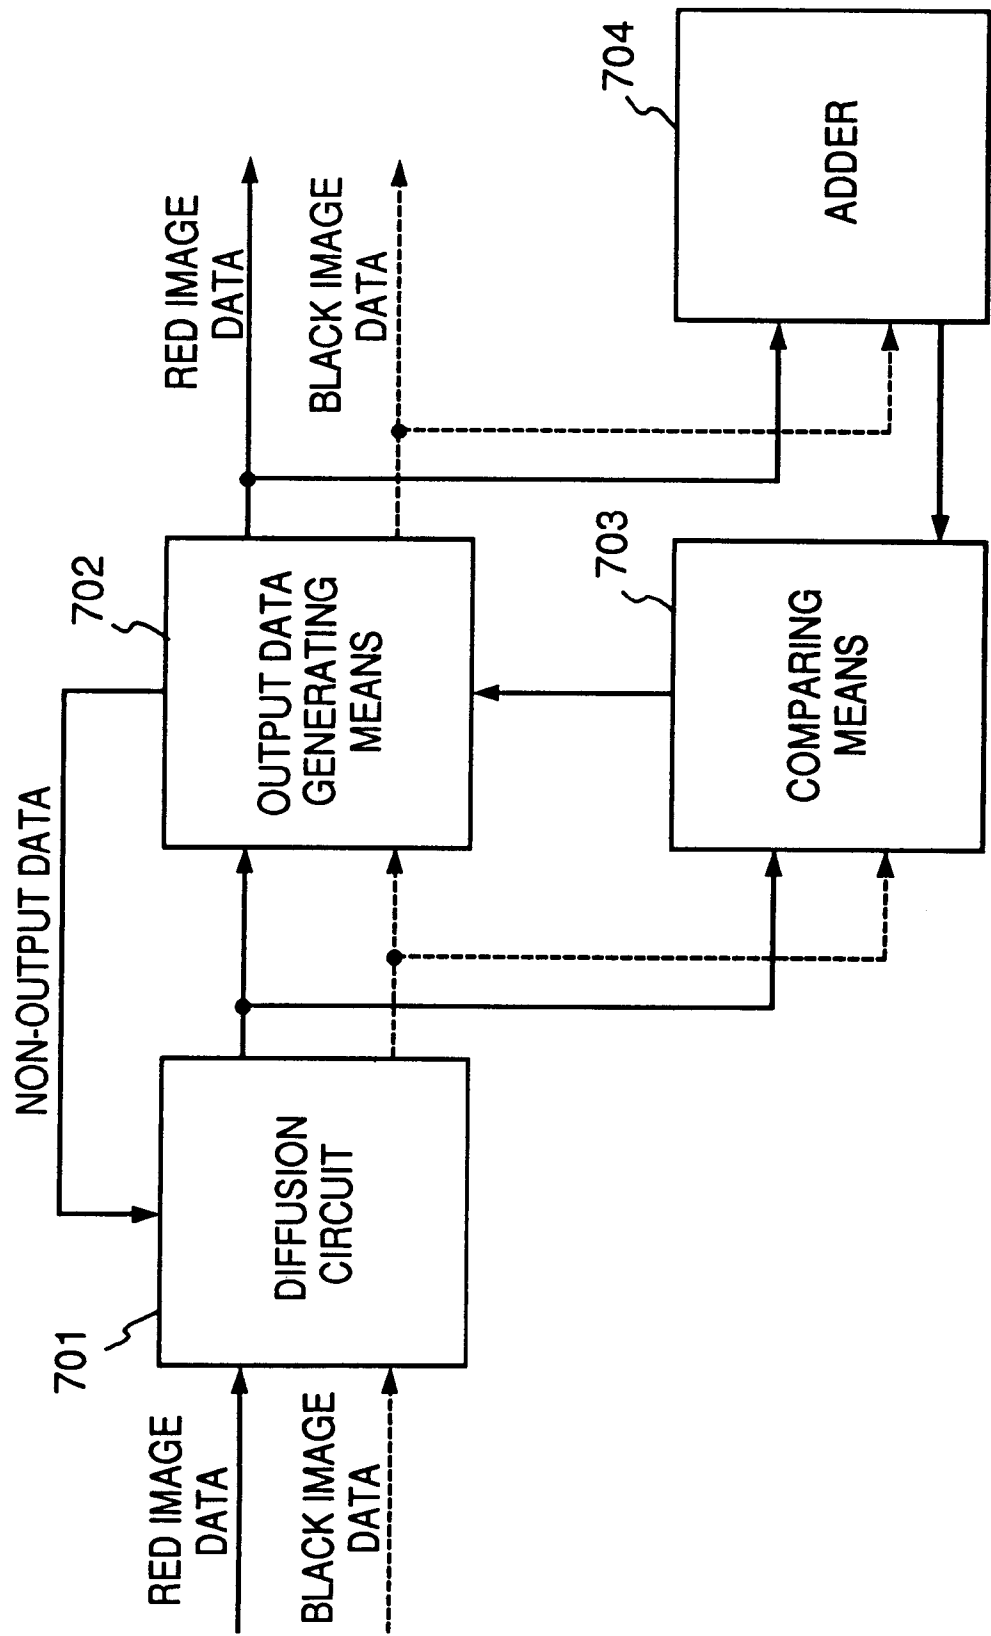 RED IMAGE
DATA
BLACK IMAGE
DATA
701
DIFFUSION
CIRCUIT
NON-OUTPUT DATA
702
OUTPUT DATA
GENERATING
MEANS
703
COMPARING
MEANS
RED IMAGE
DATA
BLACK IMAGE
DATA
704
ADDER